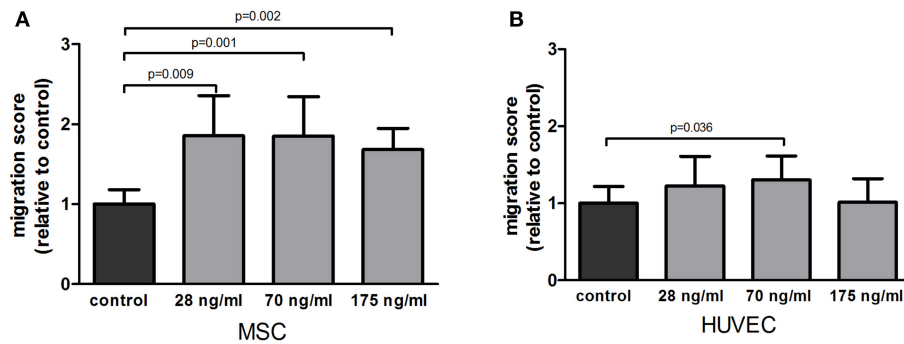 A
p=0.002
p=0.001
p=0.009
migration score
(relative to control)
3
2
1
0
control 28 ng/ml 70 ng/ml 175 ng/ml
MSC
B
p=0.036
migration score
(relative to control)
3
2
1
0
control 28 ng/ml 70 ng/ml 175 ng/ml
HUVEC